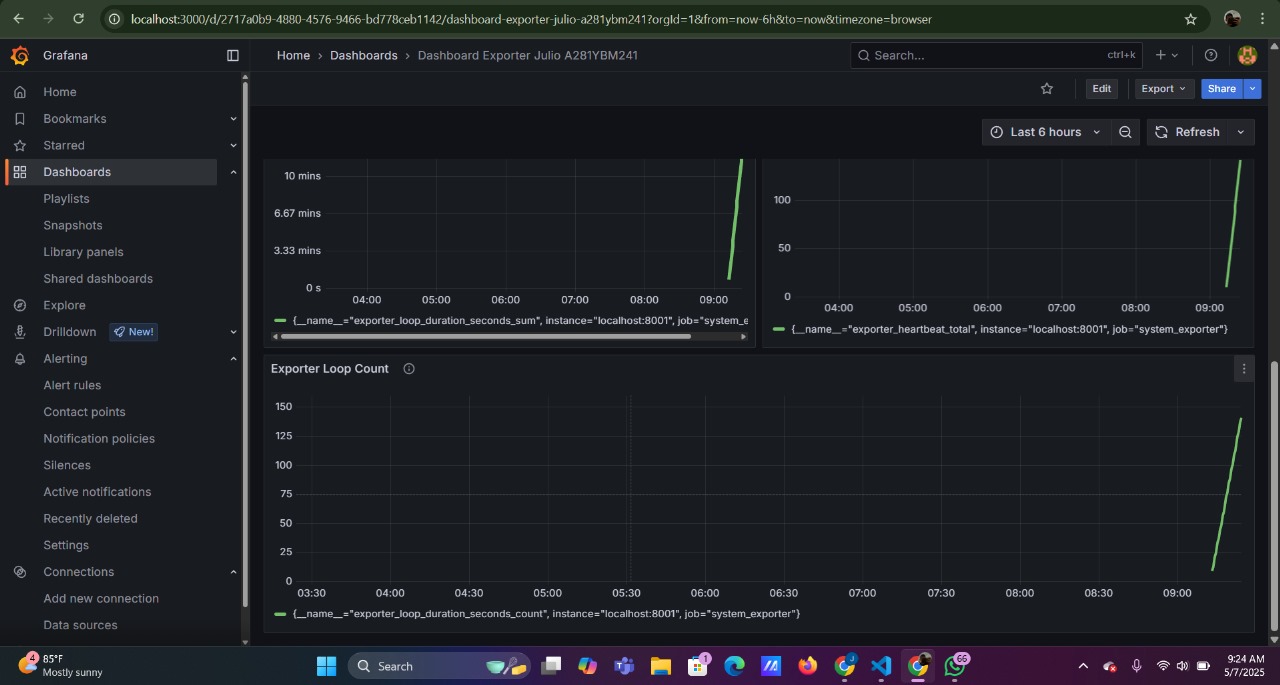 localhost:3000/d/2717a0b9-4880-4576-9466-bd778ceb1142/dashboard-exporter-julio-a281ybm241?orgId=1&from=now-6h&to=now&timezone=browser
Grafana
Home › Dashboards › Dashboard Exporter Julio A281YBM241
Search... ctrl+k
Edit Export Share
Last 6 hours Refresh
Home
Bookmarks
Starred
Dashboards
Playlists
Snapshots
Library panels
Shared dashboards
Explore
Drilldown New!
Alerting
Alert rules
Contact points
Notification policies
Silences
Active notifications
Recently deleted
Settings
Connections
Add new connection
Data sources
10 mins
6.67 mins
3.33 mins
0 s
04:00 05:00 06:00 07:00 08:00 09:00
{__name__="exporter_loop_duration_seconds_sum", instance="localhost:8001", job="system_e
100
50
0
04:00 05:00 06:00 07:00 08:00 09:00
{__name__="exporter_heartbeat_total", instance="localhost:8001", job="system_exporter"}
Exporter Loop Count
150
125
100
75
50
25
0
03:30 04:00 04:30 05:00 05:30 06:00 06:30 07:00 07:30 08:00 08:30 09:00
{__name__="exporter_loop_duration_seconds_count", instance="localhost:8001", job="system_exporter"}
4
85°F
Mostly sunny
Search
1
J
66
9:24 AM
5/7/2025